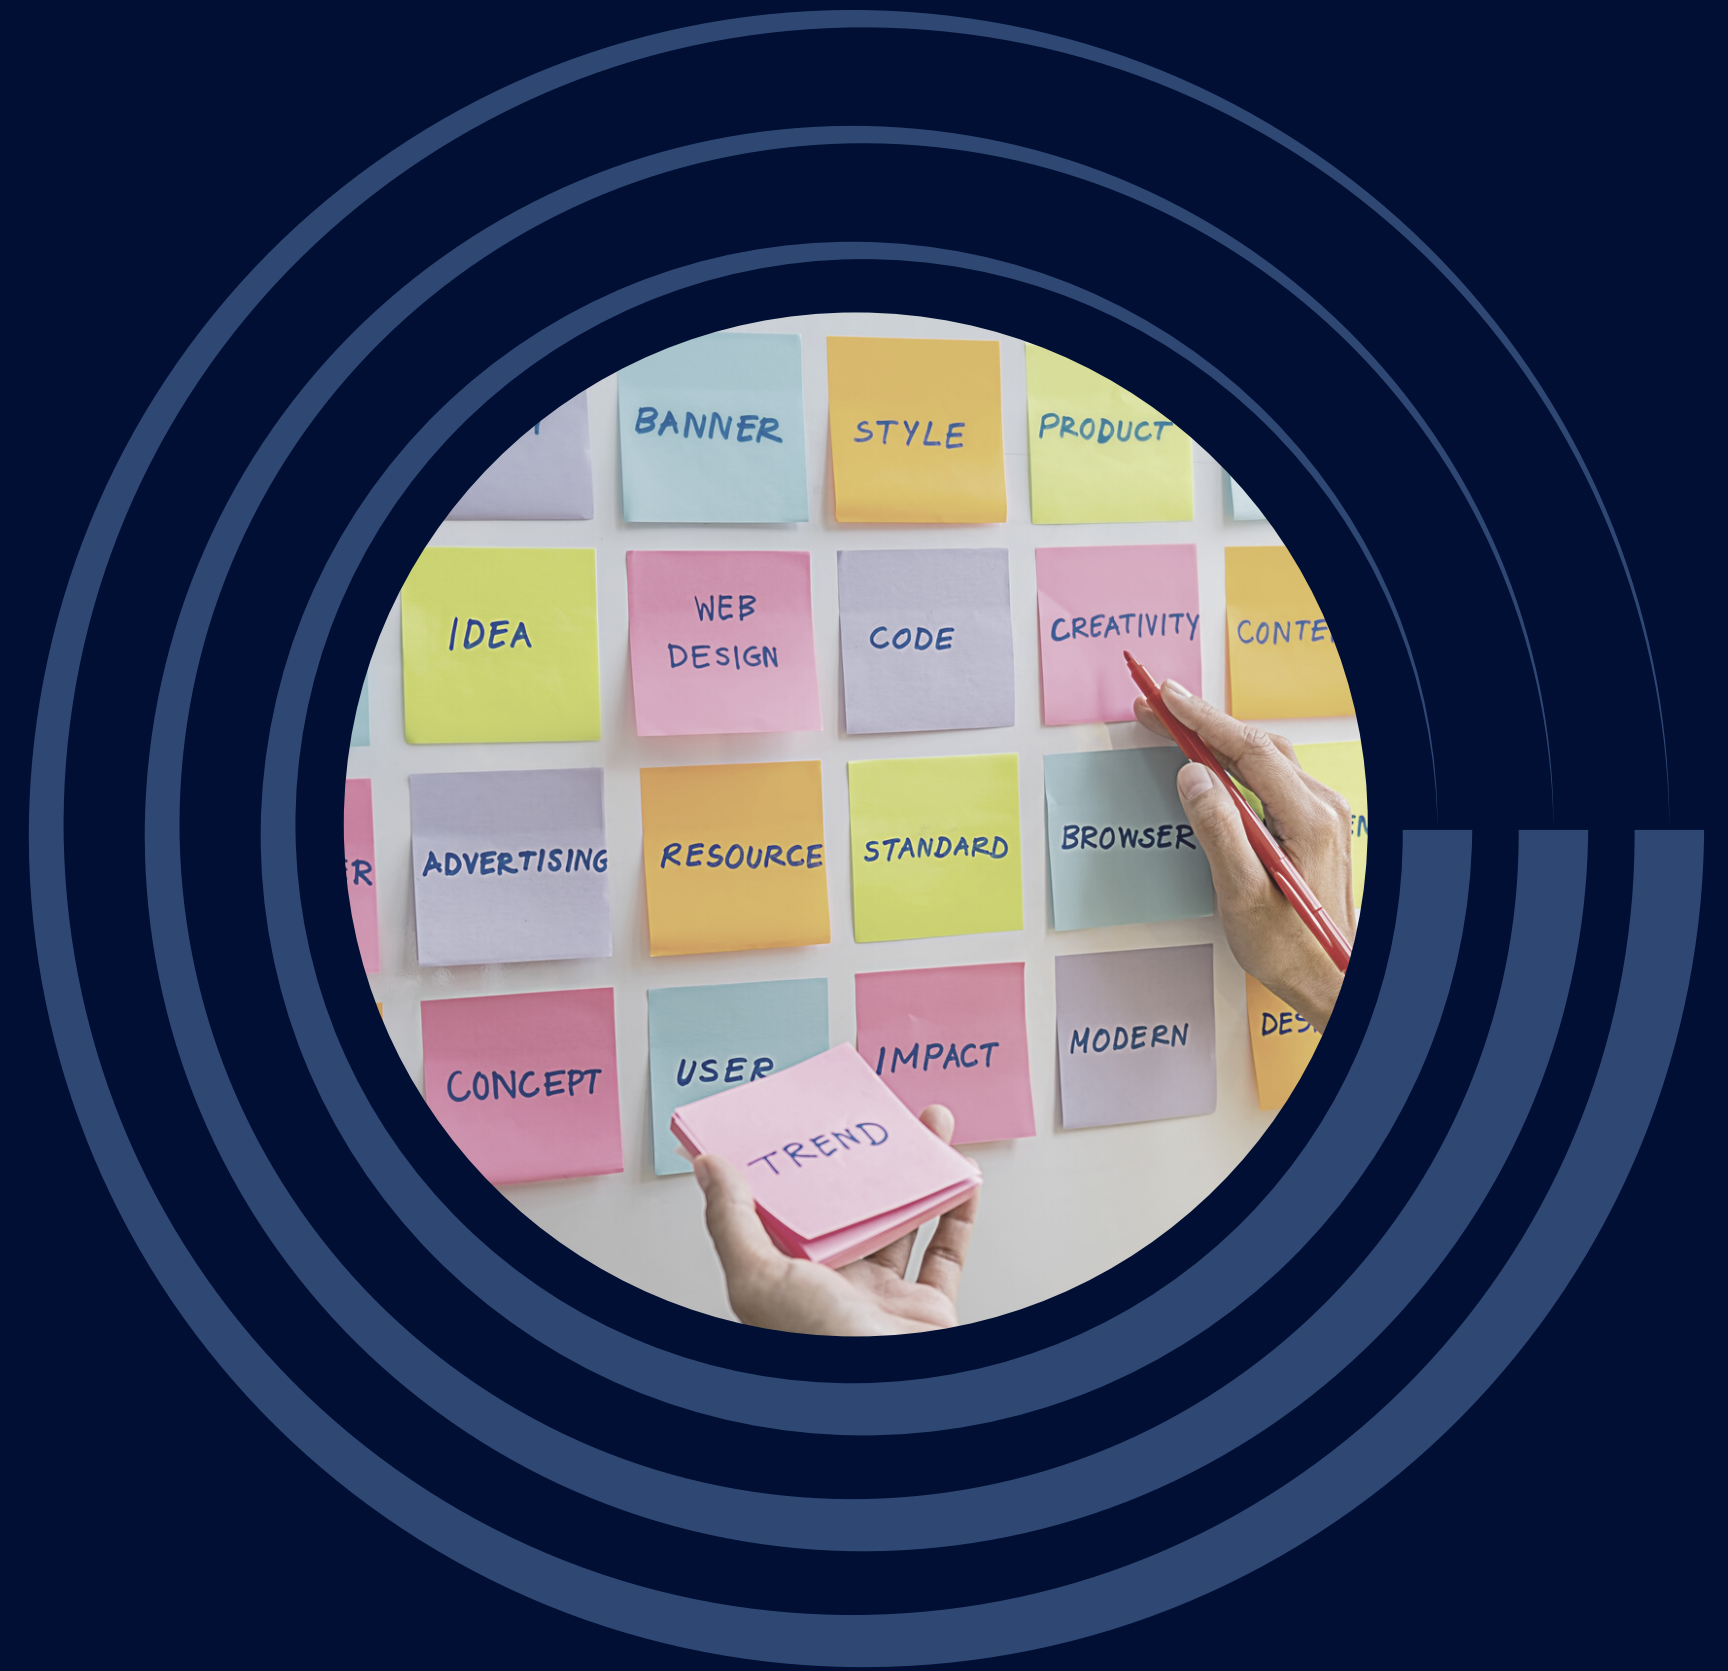 BANNER
STYLE
PRODUCT
IDEA
WEB
DESIGN
CODE
CREATIVITY
ADVERTISING
RESOURCE
STANDARD
BROWSER
CONCEPT
USER
IMPACT
MODERN
TREND